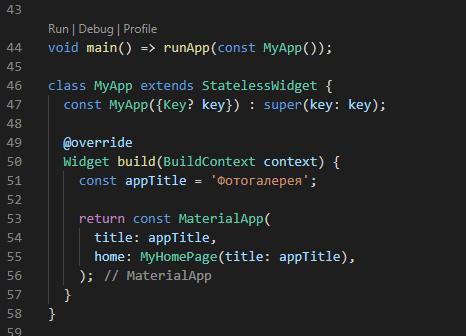 43
Run | Debug | Profile
44 void main() => runApp(const MyApp());
45
46 class MyApp extends StatelessWidget {
47   const MyApp({Key? key}) : super(key: key);
48
49   @override
50   Widget build(BuildContext context) {
51     const appTitle = 'Фотогалерея';
52
53     return const MaterialApp(
54       title: appTitle,
55       home: MyHomePage(title: appTitle),
56     ); // MaterialApp
57   }
58 }
59